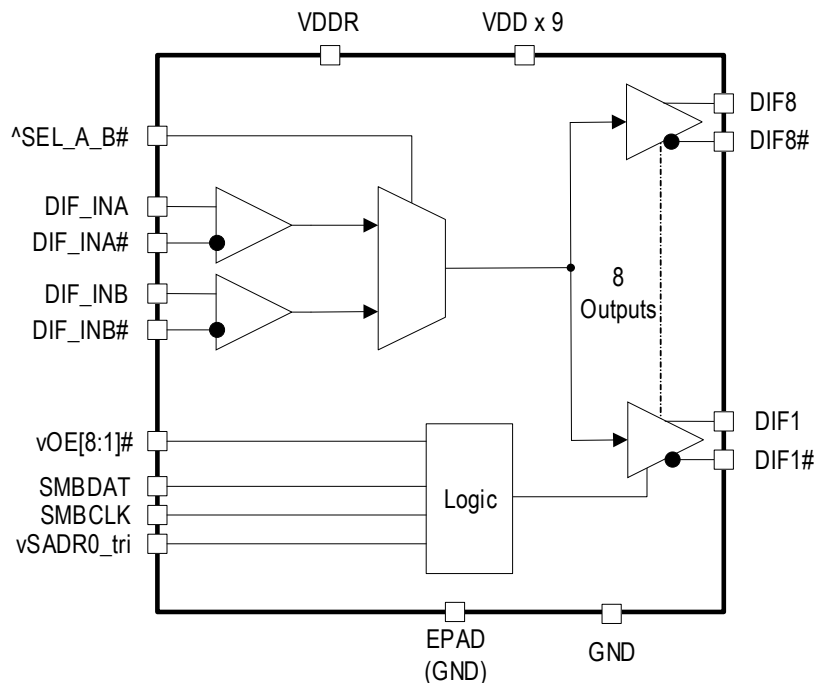 VDDR
VDD x 9
DIF8
^SEL_A_B#
DIF8#
DIF_INA
DIF_INA#
DIF_INB
8
Outputs
DIF_INB#
DIF1
vOE[8:1]#
DIF1#
SMBDAT
Logic
SMBCLK
vSADR0_tri
EPAD
(GND)
GND